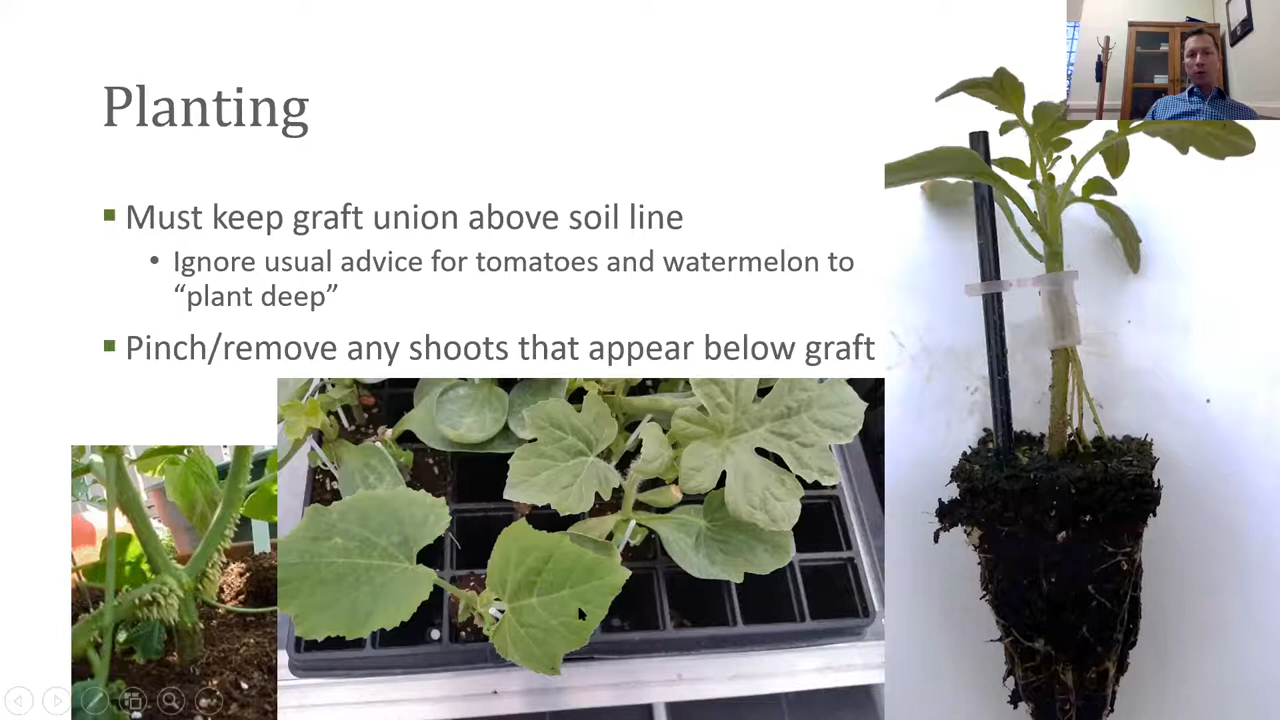 Planting
Must keep graft union above soil line
Ignore usual advice for tomatoes and watermelon to
“plant deep”
Pinch/remove any shoots that appear below graft